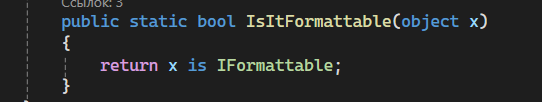 Ссылок: 3
public static bool IsItFormattable(object x)
{
return x is IFormattable;
}